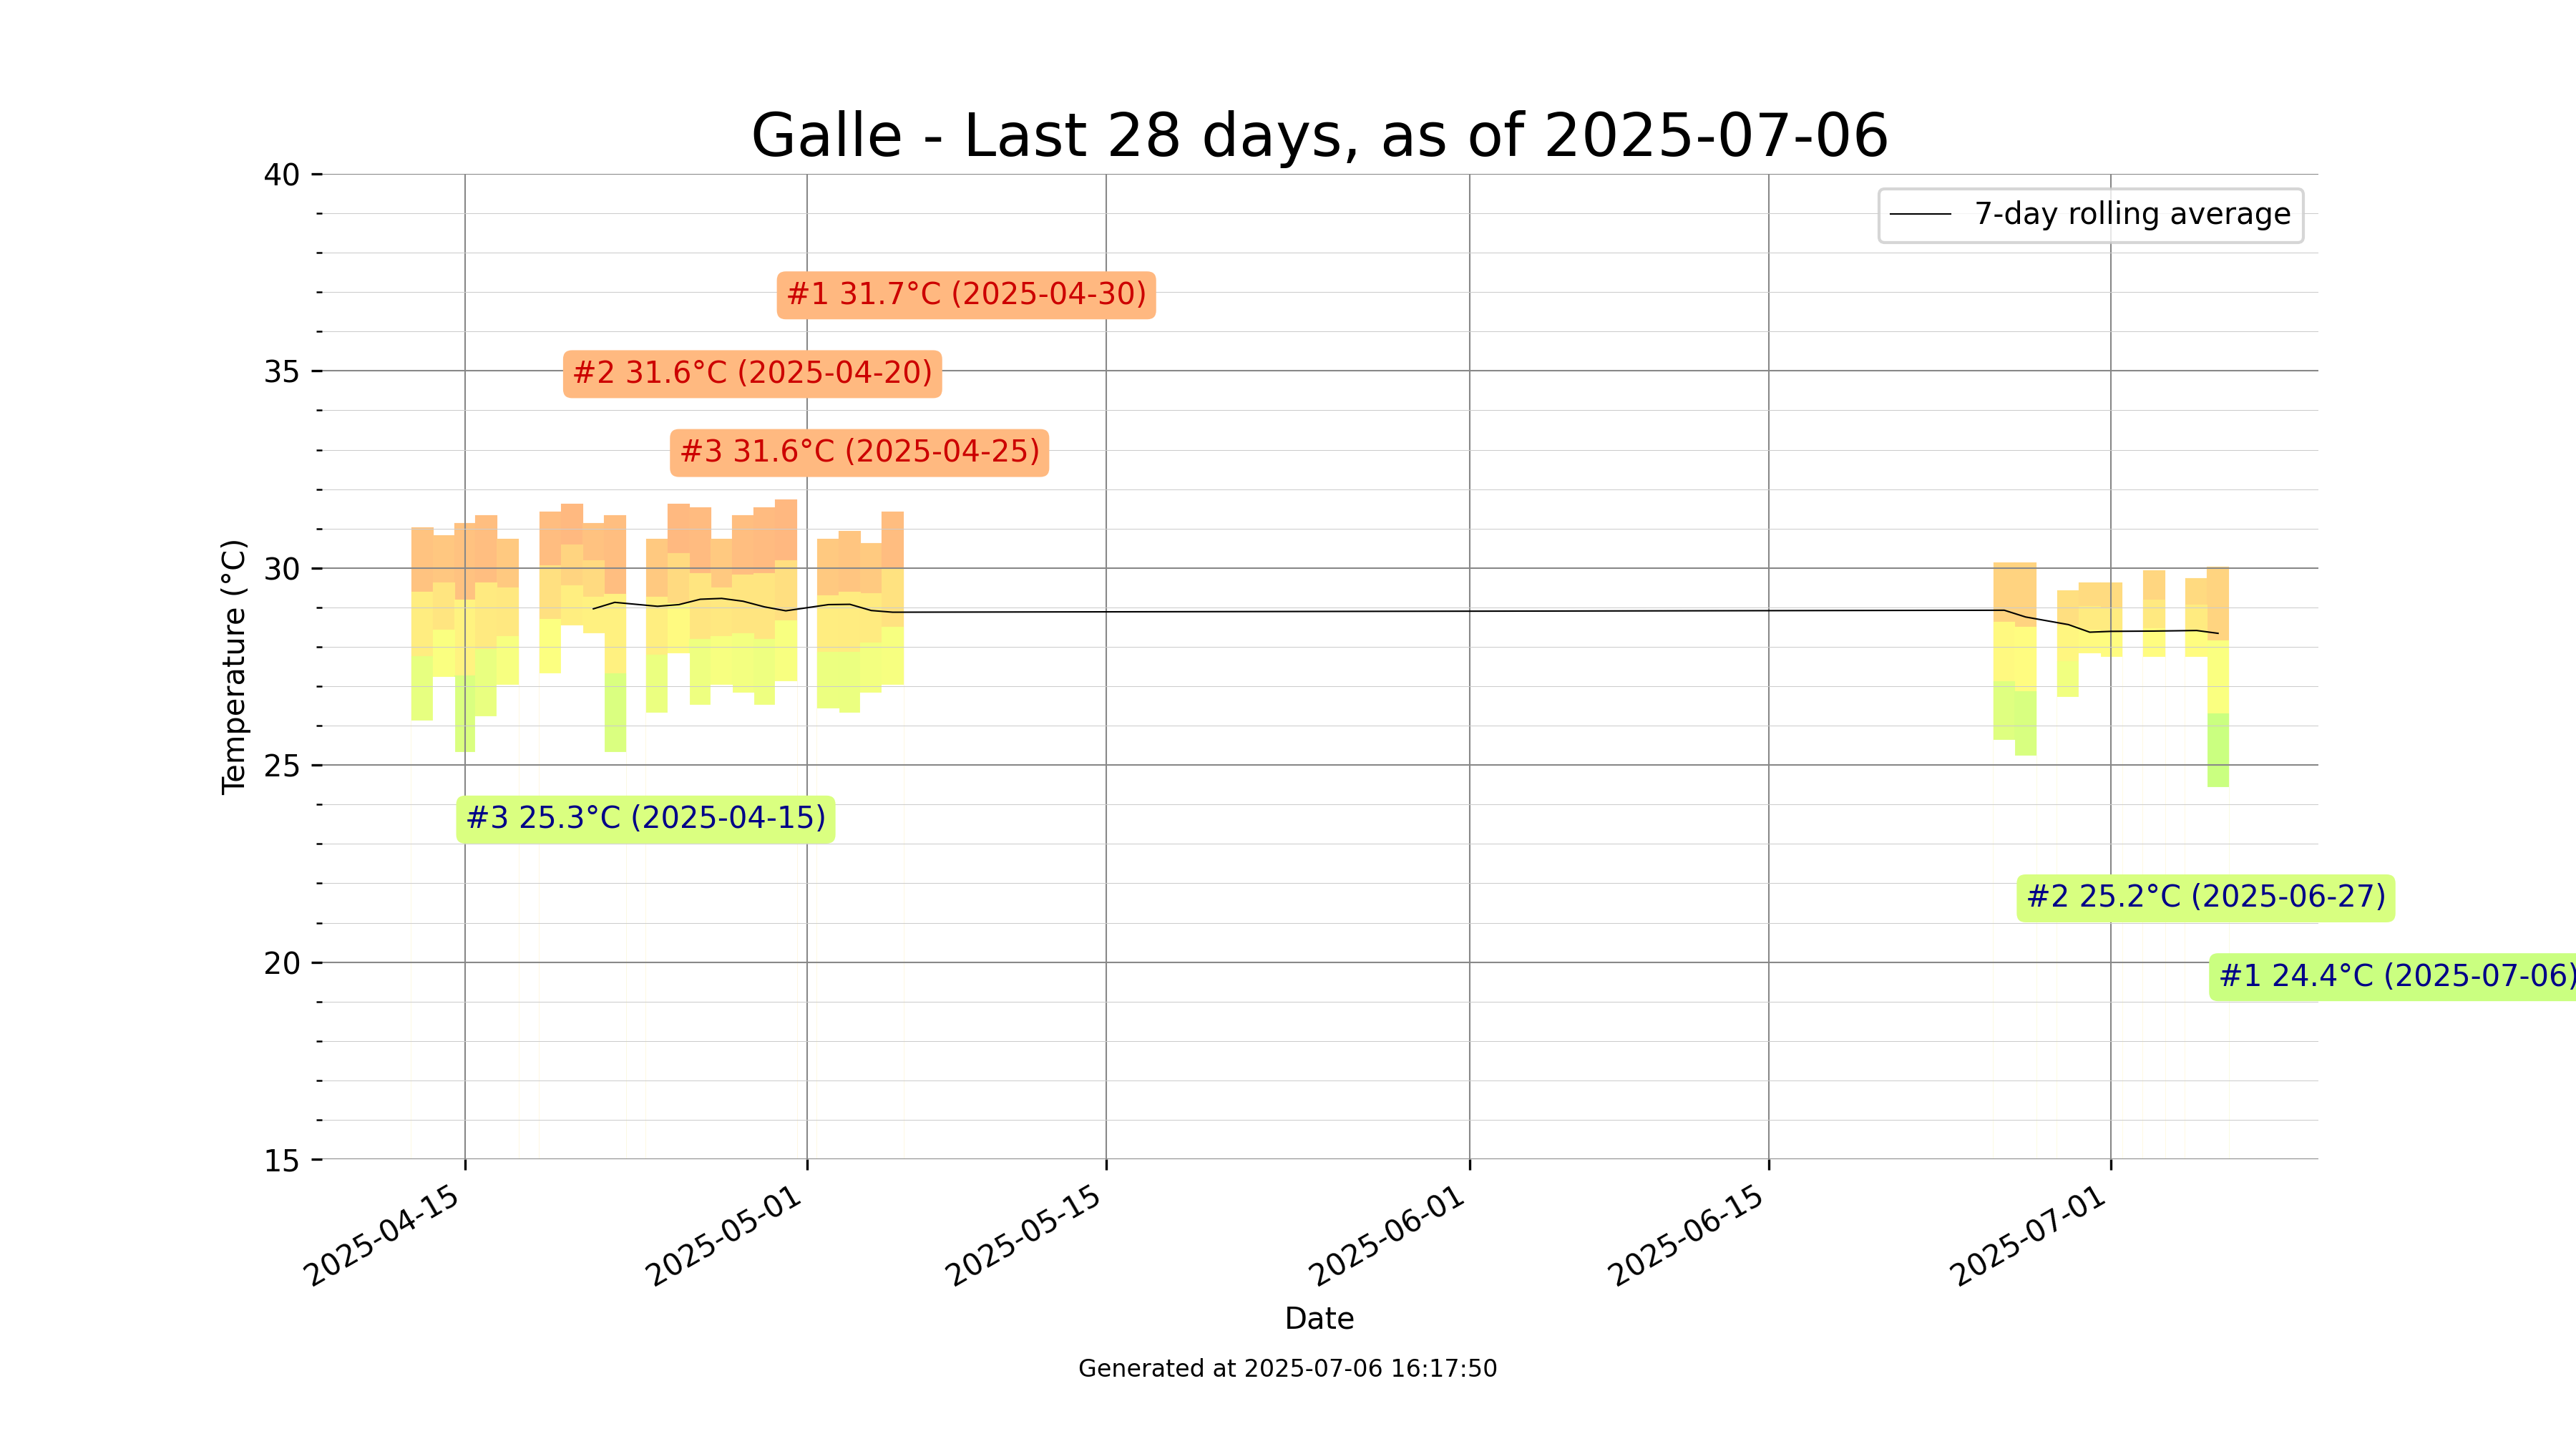 Galle - Last 28 days, as of 2025-07-06
7-day rolling average
#1 31.7°C (2025-04-30)
#2 31.6°C (2025-04-20)
#3 31.6°C (2025-04-25)
#3 25.3°C (2025-04-15)
#2 25.2°C (2025-06-27)
#1 24.4°C (2025-07-06)
Temperature (°C)
40
35
30
25
20
15
2025-04-15
2025-05-01
2025-05-15
2025-06-01
2025-06-15
2025-07-01
Date
Generated at 2025-07-06 16:17:50